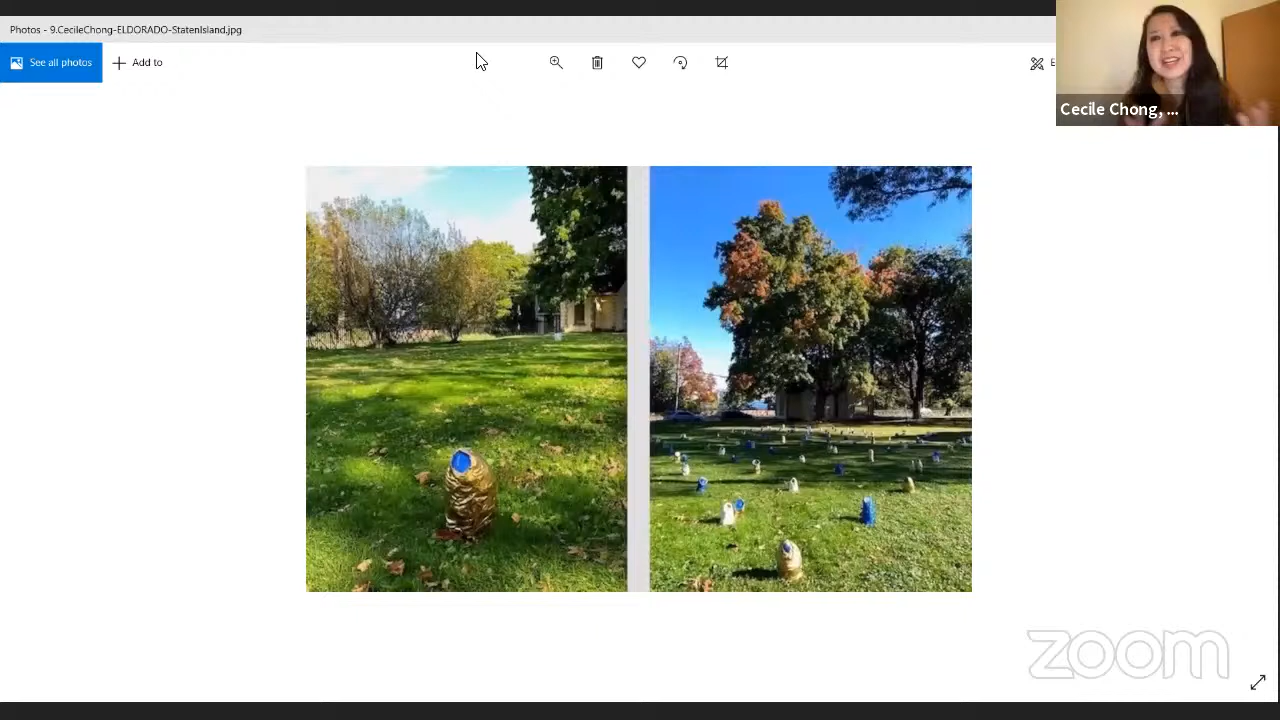 Photos - 9.CecileChong-ELDORADO-StatenIsland.jpg
See all photos
Add to
E
Cecile Chong, ...
zoom